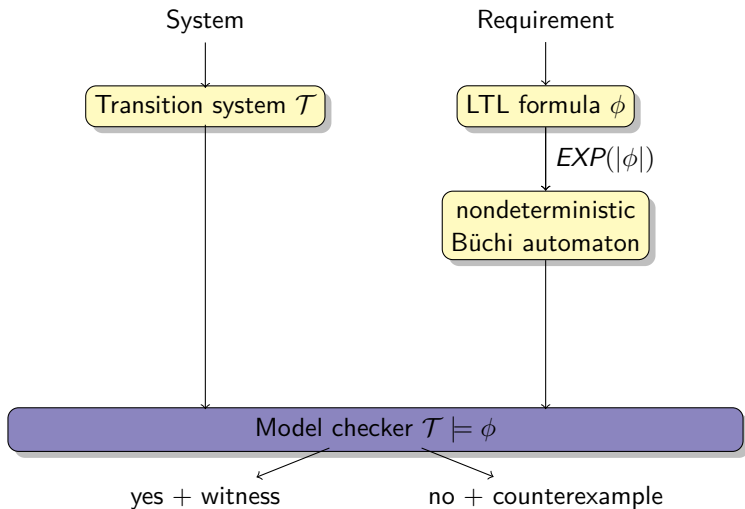 System
Requirement
Transition system 𝒯
LTL formula ϕ
EXP(|ϕ|)
nondeterministic
Büchi automaton
Model checker 𝒯 ⊨ ϕ
yes + witness
no + counterexample